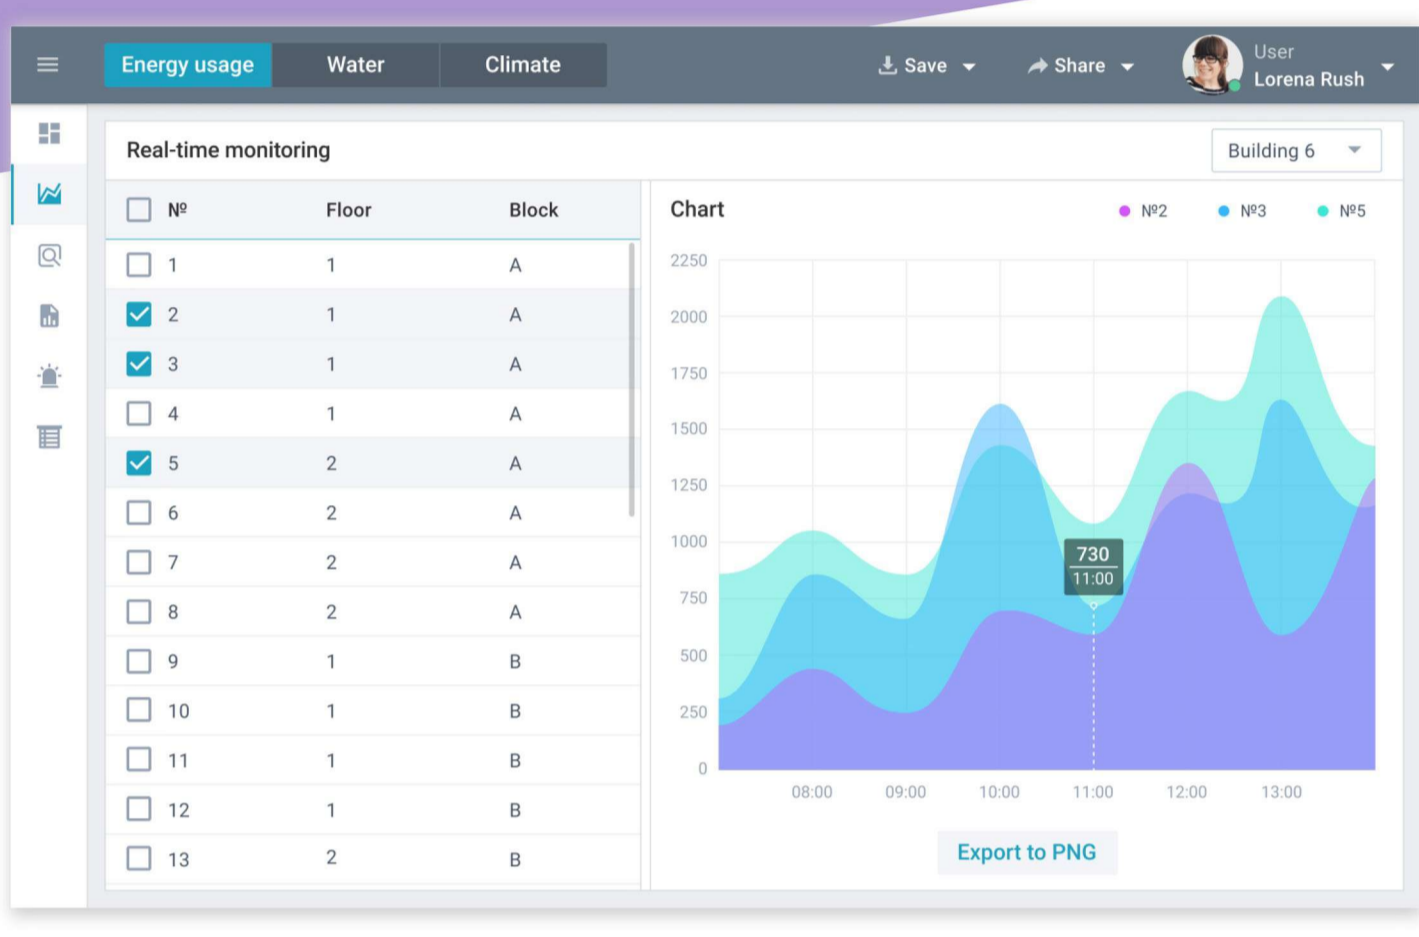 Energy usage Water Climate Save Share User
Lorena Rush
Real-time monitoring Building 6
№ Floor Block
1 1 A
2 1 A
3 1 A
4 1 A
5 2 A
6 2 A
7 2 A
8 2 A
9 1 B
10 1 B
11 1 B
12 1 B
13 2 B
Chart №2 №3 №5
2250
2000
1750
1500
1250
1000
750
500
250
0
730
11:00
08:00 09:00 10:00 11:00 12:00 13:00
Export to PNG